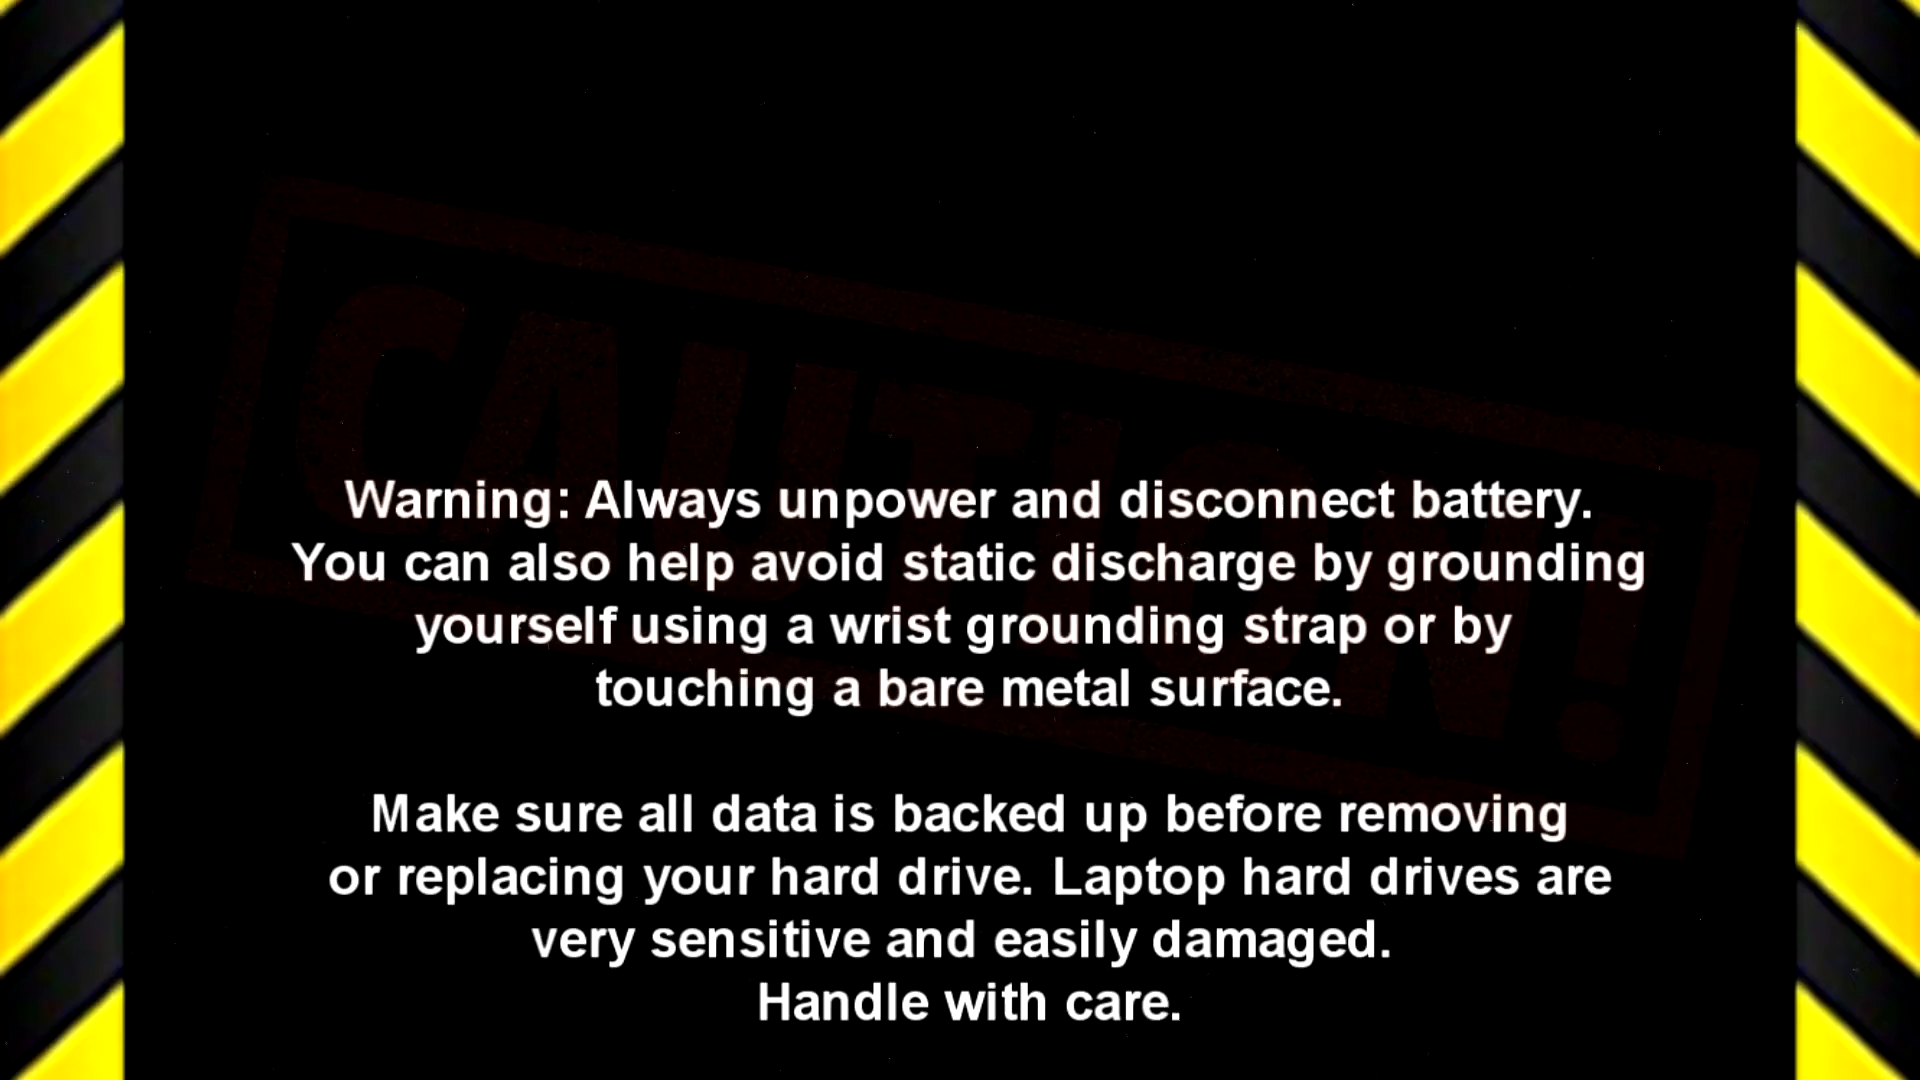 CAUTION!
Warning: Always unpower and disconnect battery.
You can also help avoid static discharge by grounding
yourself using a wrist grounding strap or by
touching a bare metal surface.
Make sure all data is backed up before removing
or replacing your hard drive. Laptop hard drives are
very sensitive and easily damaged.
Handle with care.